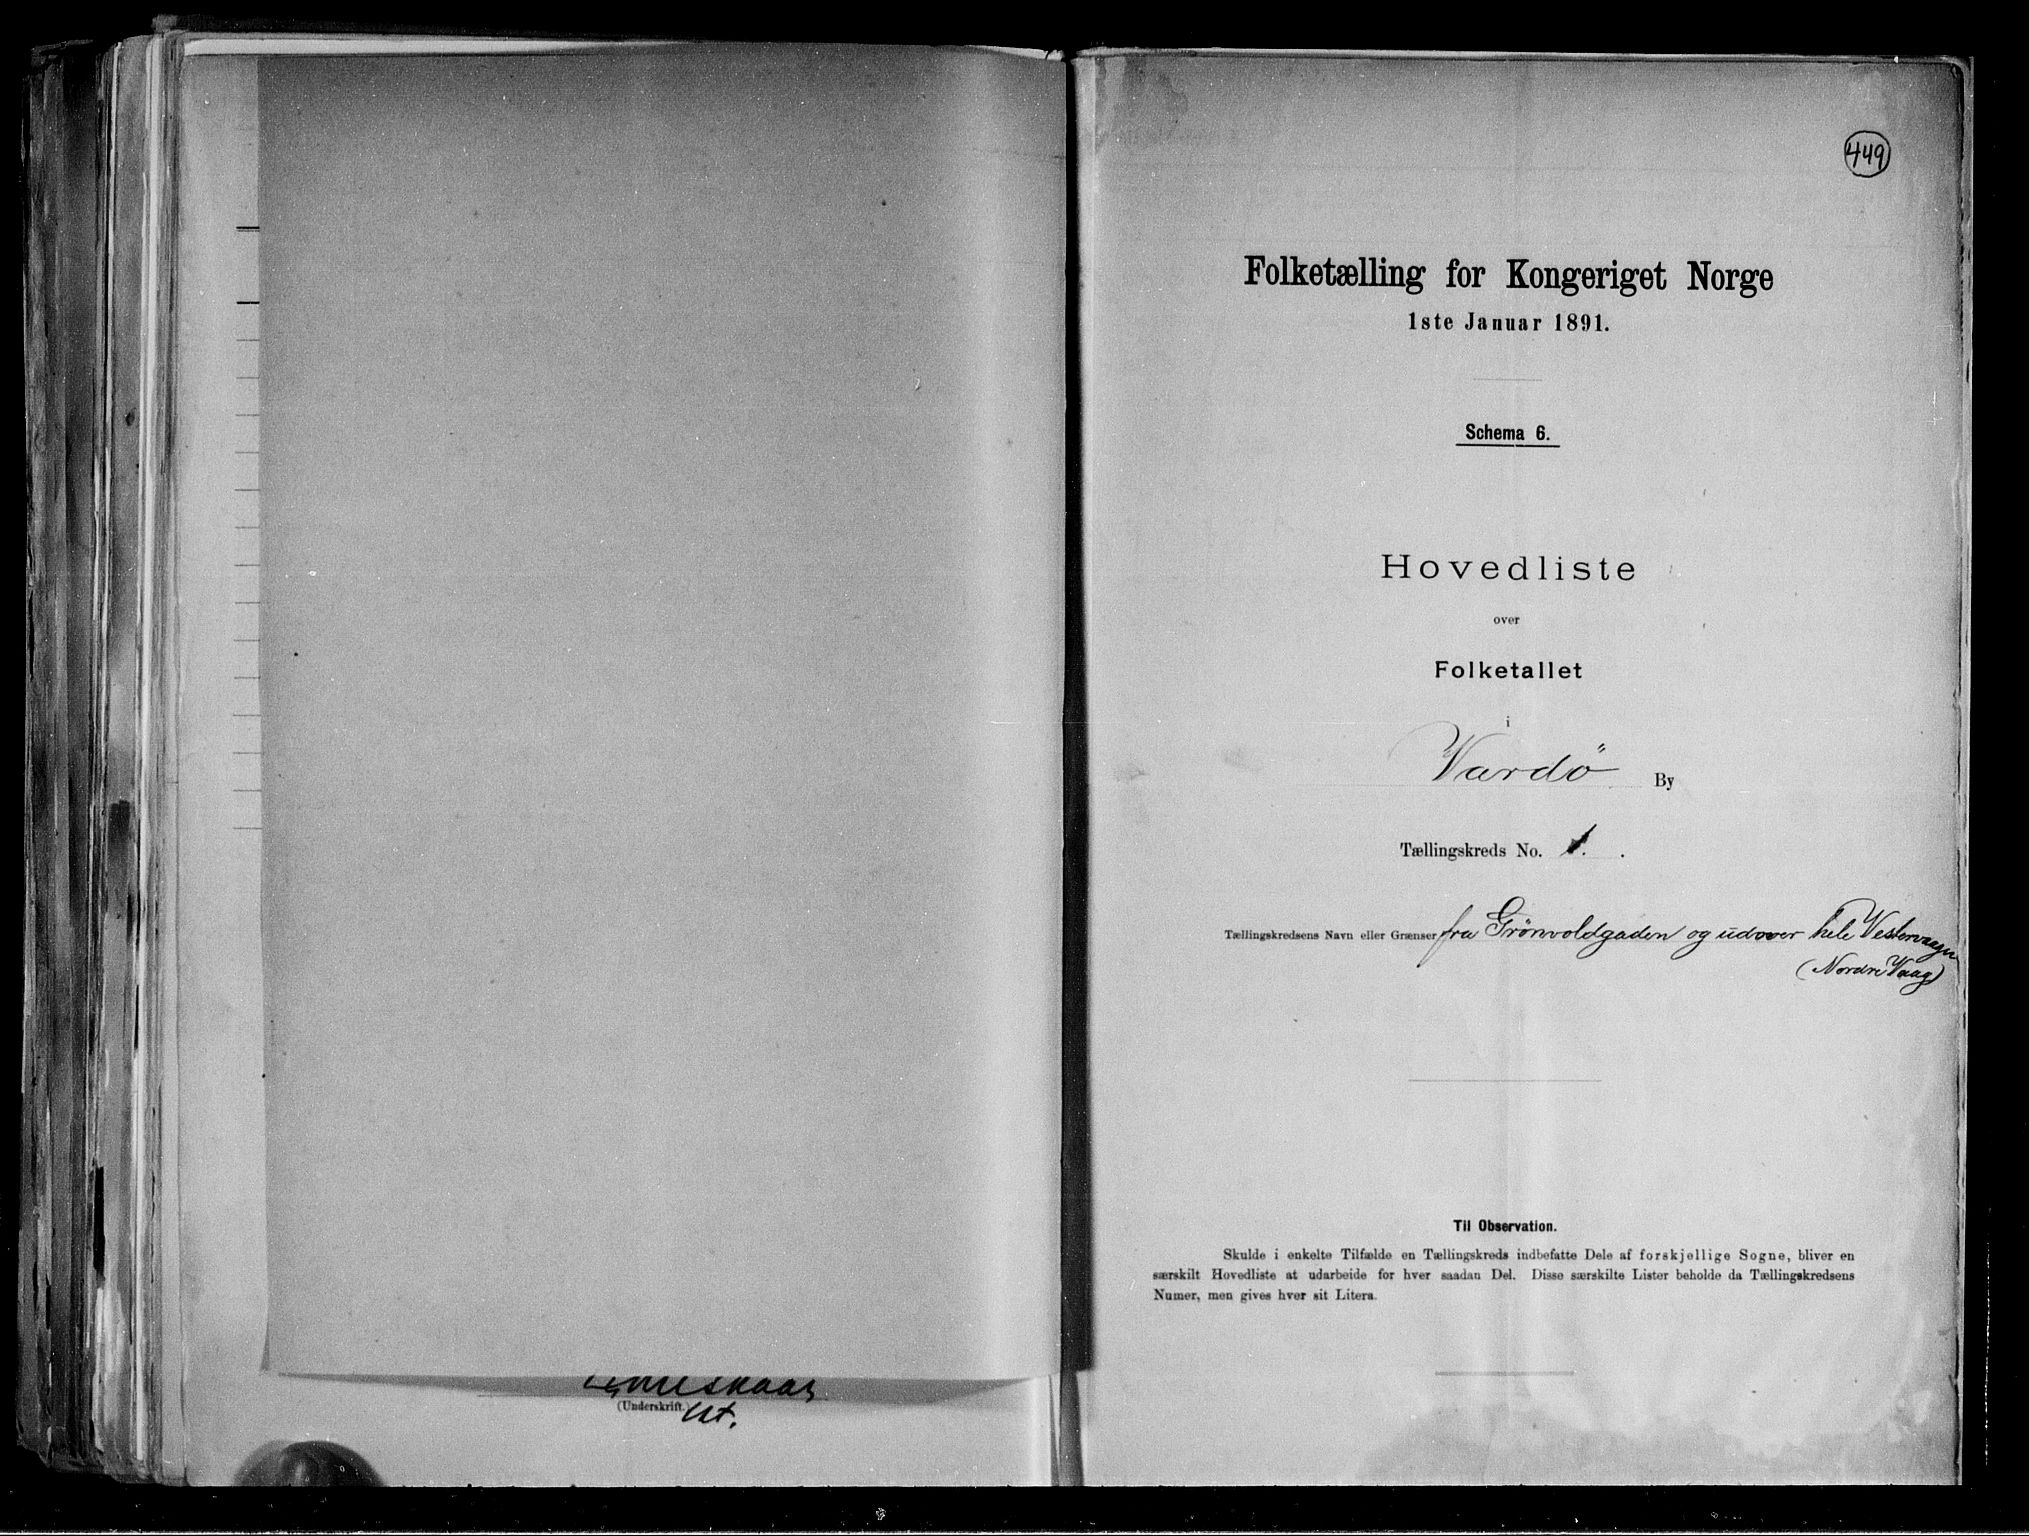 (Underskrift.)
449
Folketælling for Kongeriget Norge
1ste Januar 1891.
Schema 6.
Hovedliste
over
Folketallet
i
Vardö By
Tællingskreds No. 1. .
Tællingskredsens Navn eller Grænser fra Grönvoldgaden og udover hele Vestervaagen
(Nordre Vaag)
Til Observation.
Skulde i enkelte Tilfælde en Tællingskreds indbefatte Dele af forskjellige Sogne, bliver en
særskilt Hovedliste at udarbeide for hver saadan Del. Disse særskilte Lister beholde da Tællingskredsens
Numer, men gives hver sit Litera.